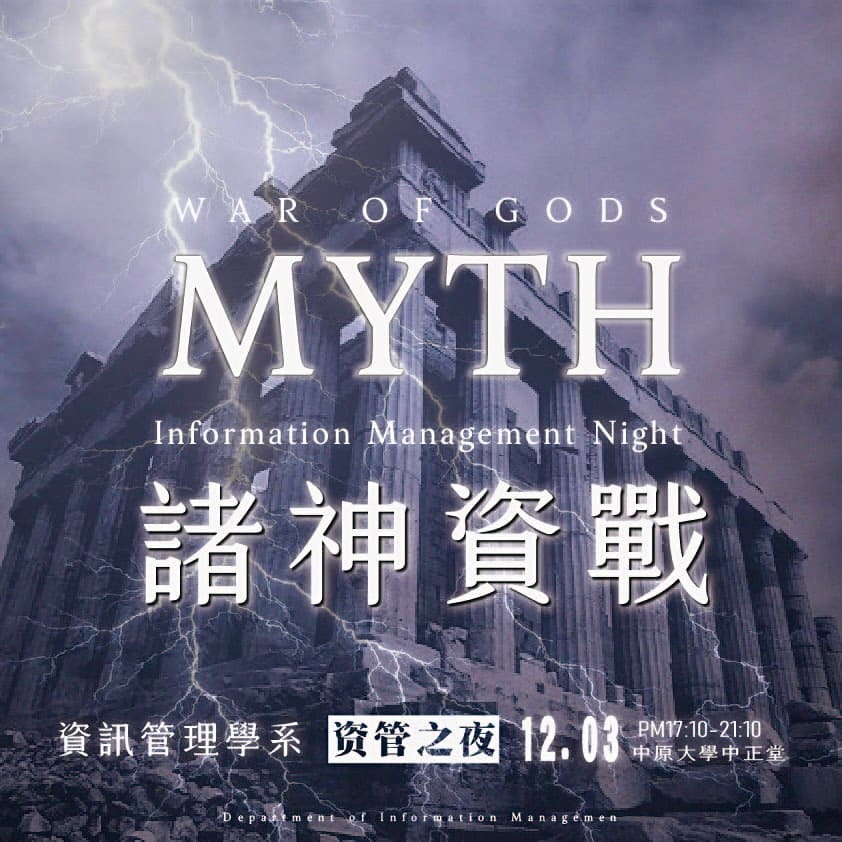 WAR OF GODS
MYTH
Information Management Night
諸神資戰
資訊管理學系 资管之夜 12.03 PM17:10-21:10
中原大學中正堂
Department of Information Managemen